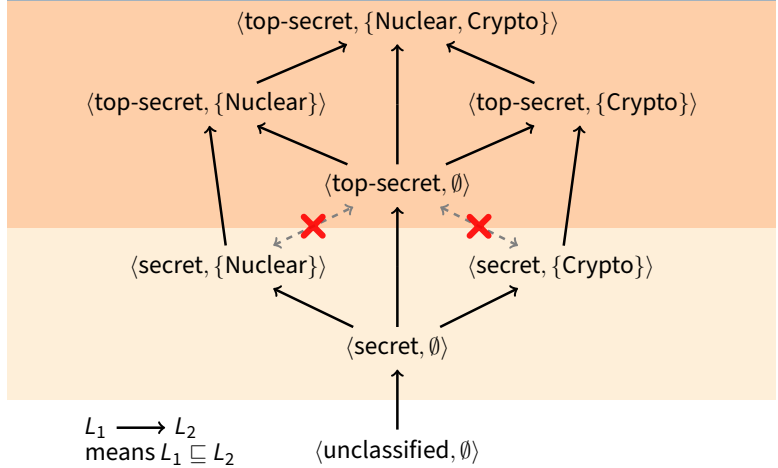 ⟨top-secret, {Nuclear, Crypto}⟩
⟨top-secret, {Nuclear}⟩
⟨top-secret, {Crypto}⟩
⟨top-secret, ∅⟩
⟨secret, {Nuclear}⟩
⟨secret, {Crypto}⟩
⟨secret, ∅⟩
L₁ ⟶ L₂
means L₁ ⊑ L₂
⟨unclassified, ∅⟩